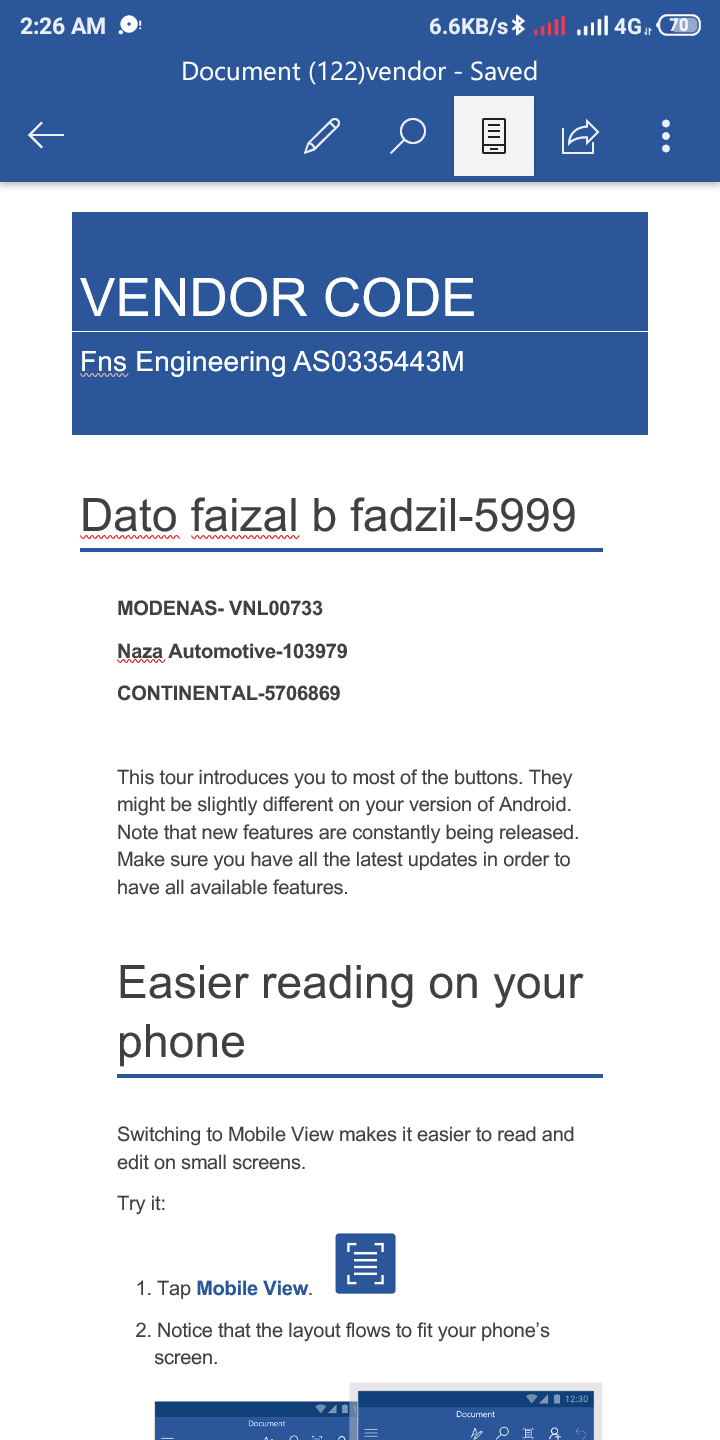 2:26 AM
6.6KB/s 4G 70
Document (122)vendor - Saved
VENDOR CODE
Fns Engineering AS0335443M
Dato faizal b fadzil-5999
MODENAS- VNL00733
Naza Automotive-103979
CONTINENTAL-5706869
This tour introduces you to most of the buttons. They
might be slightly different on your version of Android.
Note that new features are constantly being released.
Make sure you have all the latest updates in order to
have all available features.
Easier reading on your
phone
Switching to Mobile View makes it easier to read and
edit on small screens.
Try it:
1. Tap Mobile View.
2. Notice that the layout flows to fit your phone’s
screen.
12:30
Document
Document